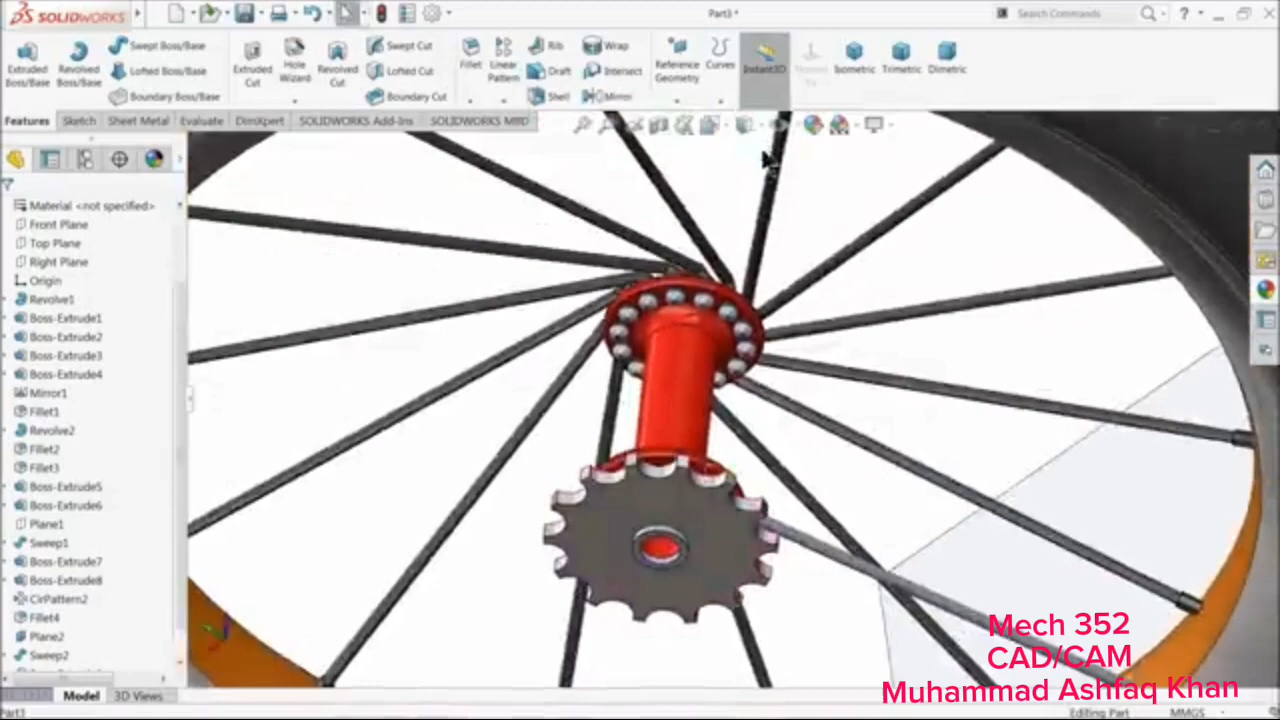 SOLIDWORKS
Part3 *
Search Commands
Extruded Boss/Base
Revolved Boss/Base
Swept Boss/Base
Lofted Boss/Base
Boundary Boss/Base
Extruded Cut
Hole Wizard
Revolved Cut
Swept Cut
Lofted Cut
Boundary Cut
Fillet
Linear Pattern
Rib
Draft
Shell
Wrap
Intersect
Mirror
Reference Geometry
Curves
Instant3D
Isometric
Trimetric
Dimetric
Features
Sketch
Sheet Metal
Evaluate
DimXpert
SOLIDWORKS Add-Ins
SOLIDWORKS MBD
Material <not specified>
Front Plane
Top Plane
Right Plane
Origin
Revolve1
Boss-Extrude1
Boss-Extrude2
Boss-Extrude3
Boss-Extrude4
Mirror1
Fillet1
Revolve2
Fillet2
Fillet3
Boss-Extrude5
Boss-Extrude6
Plane1
Sweep1
Boss-Extrude7
Boss-Extrude8
CirPattern2
Fillet4
Plane2
Sweep2
Mech 352
CAD/CAM
Muhammad Ashfaq Khan
Model
3D Views
Part3
Editing Part
MMGS